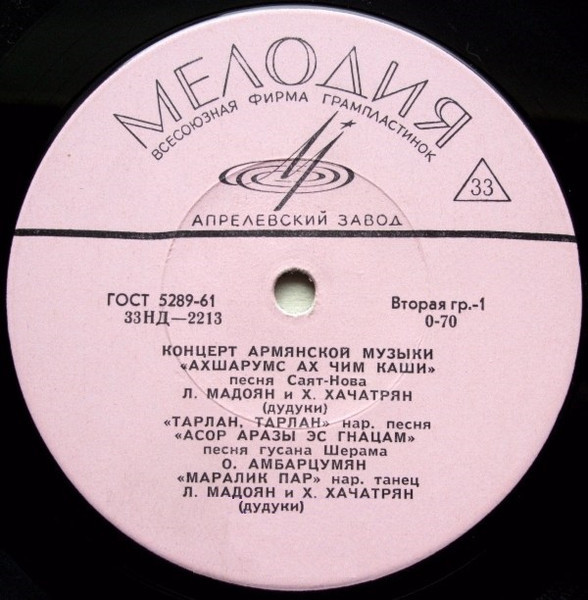 МЕЛОДИЯ
ВСЕСОЮЗНАЯ ФИРМА ГРАМПЛАСТИНОК
33
АПРЕЛЕВСКИЙ ЗАВОД
ГОСТ 5289-61
33НД—2213
Вторая гр.-1
0-70
КОНЦЕРТ АРМЯНСКОЙ МУЗЫКИ
«АХШАРУМС АХ ЧИМ КАШИ»
песня Саят-Нова
Л. МАДОЯН и Х. ХАЧАТРЯН
(дудуки)
«ТАРЛАН, ТАРЛАН» нар. песня
«АСОР АРАЗЫ ЭС ГНАЦАМ»
песня гусана Шерама
О. АМБАРЦУМЯН
«МАРАЛИК ПАР» нар. танец
Л. МАДОЯН и Х. ХАЧАТРЯН
(дудуки)